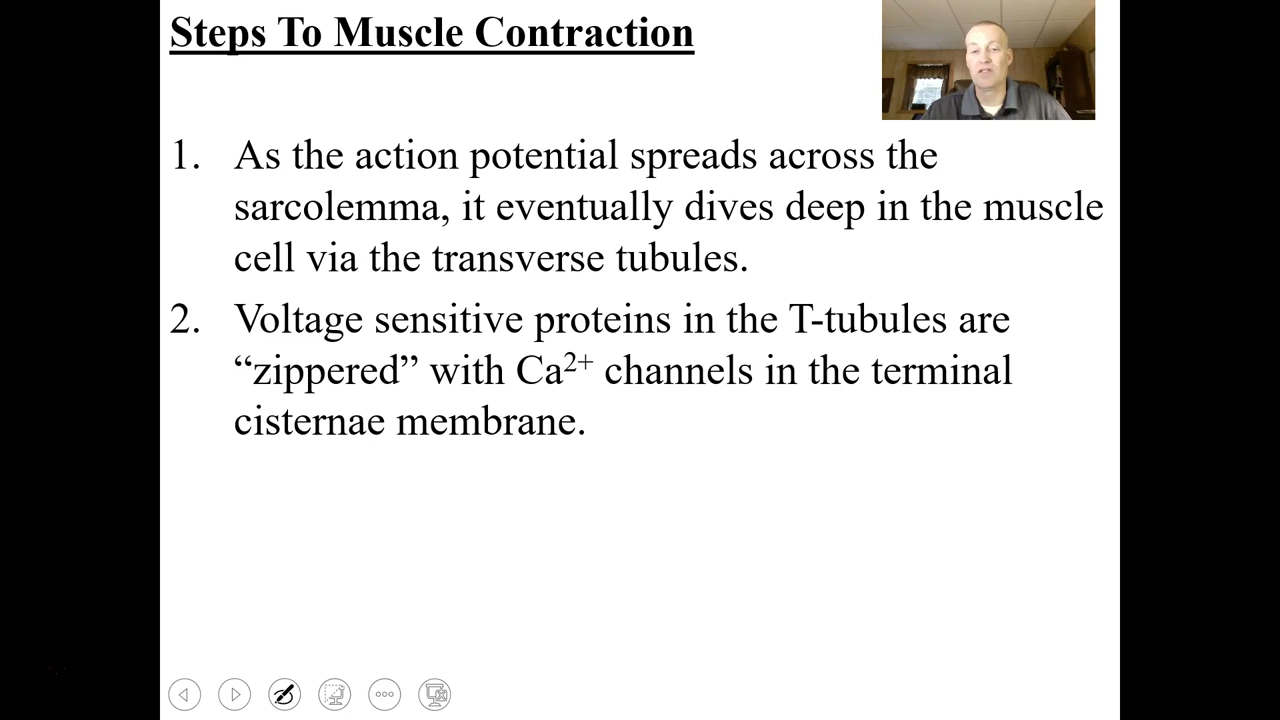 Steps To Muscle Contraction
1. As the action potential spreads across the
sarcolemma, it eventually dives deep in the muscle
cell via the transverse tubules.
2. Voltage sensitive proteins in the T-tubules are
“zippered” with Ca²⁺ channels in the terminal
cisternae membrane.